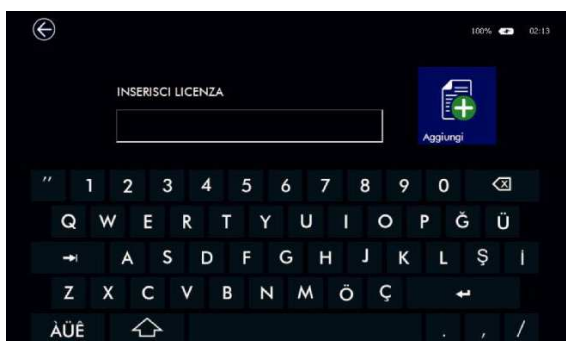 100% 02:13
INSERISCI LICENZA
Aggiungi
" 1 2 3 4 5 6 7 8 9 0
Q W E R T Y U I O P Ğ Ü
A S D F G H J K L Ş İ
Z X C V B N M Ö Ç
ÀÜÊ . , /